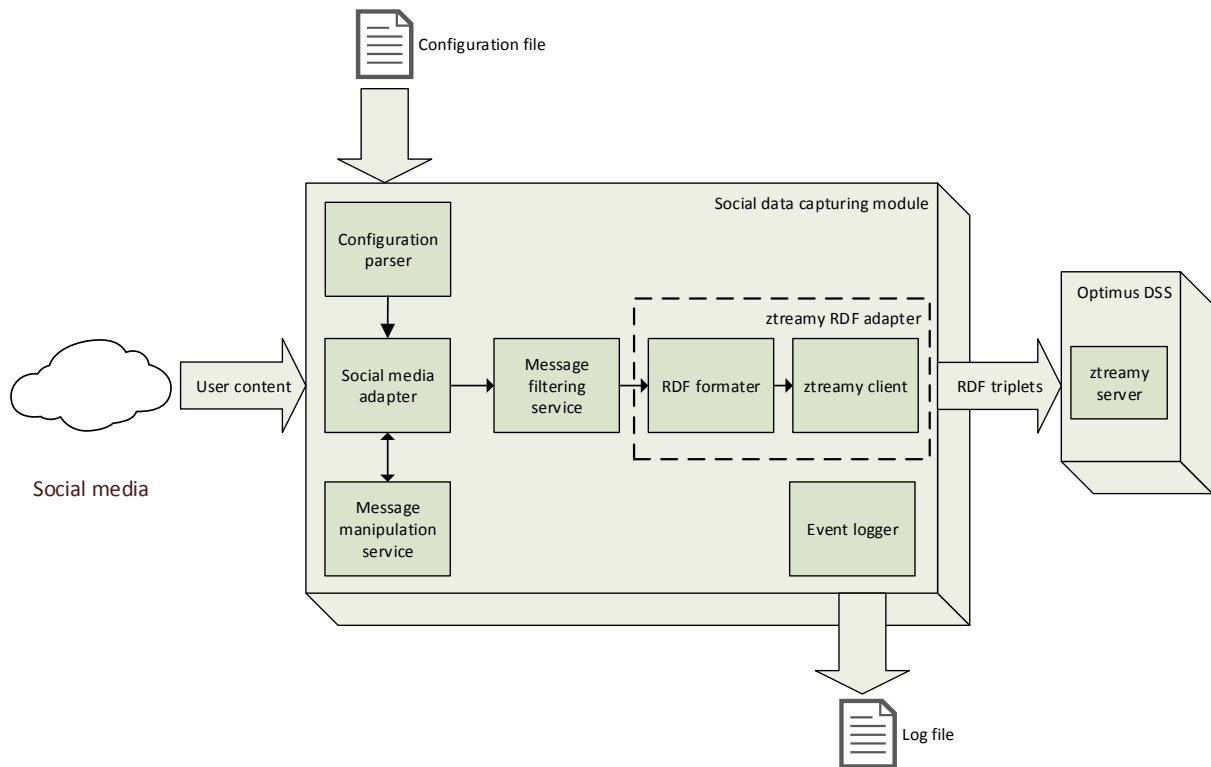 Configuration file
Social data capturing module
Configuration
parser
Optimus DSS
ztreamy RDF adapter
User content
Social media
adapter
Message
filtering
service
RDF formater
ztreamy client
RDF triplets
ztreamy
server
Social media
Message
manipulation
service
Event logger
Log file